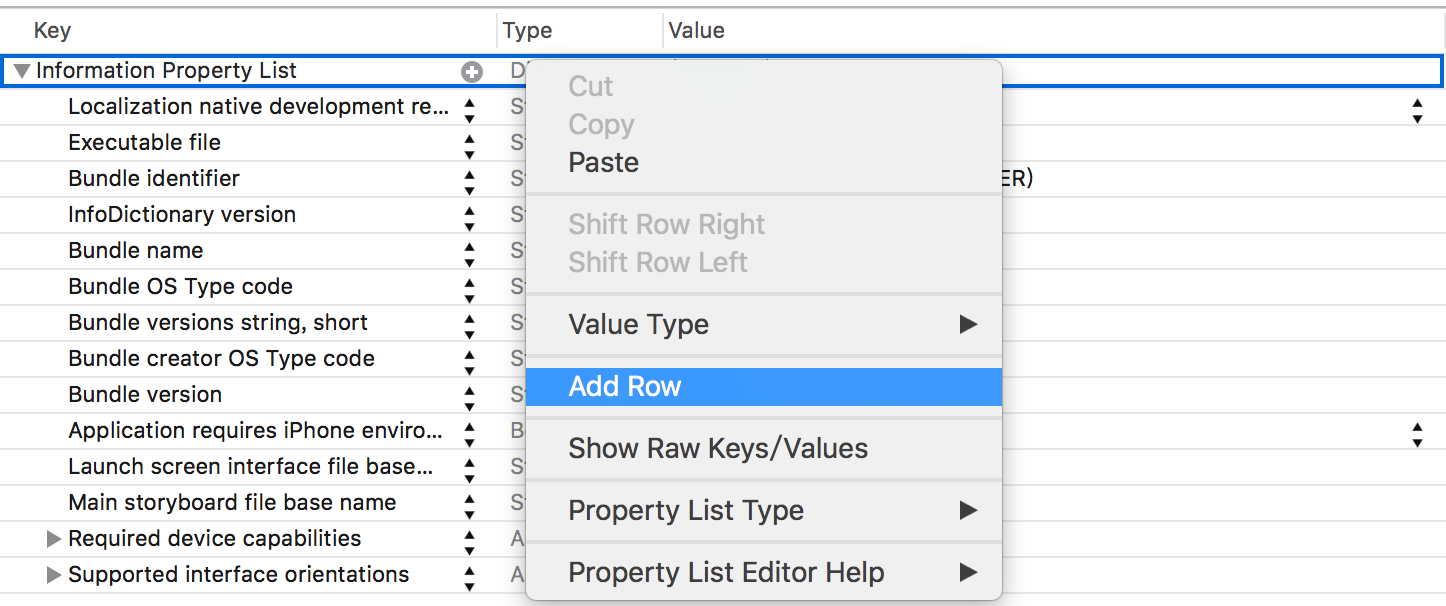 Key Type Value
Information Property List
Localization native development re...
Executable file
Bundle identifier ER)
InfoDictionary version
Bundle name
Bundle OS Type code
Bundle versions string, short
Bundle creator OS Type code
Bundle version
Application requires iPhone enviro...
Launch screen interface file base...
Main storyboard file base name
Required device capabilities
Supported interface orientations
Cut
Copy
Paste
Shift Row Right
Shift Row Left
Value Type
Add Row
Show Raw Keys/Values
Property List Type
Property List Editor Help